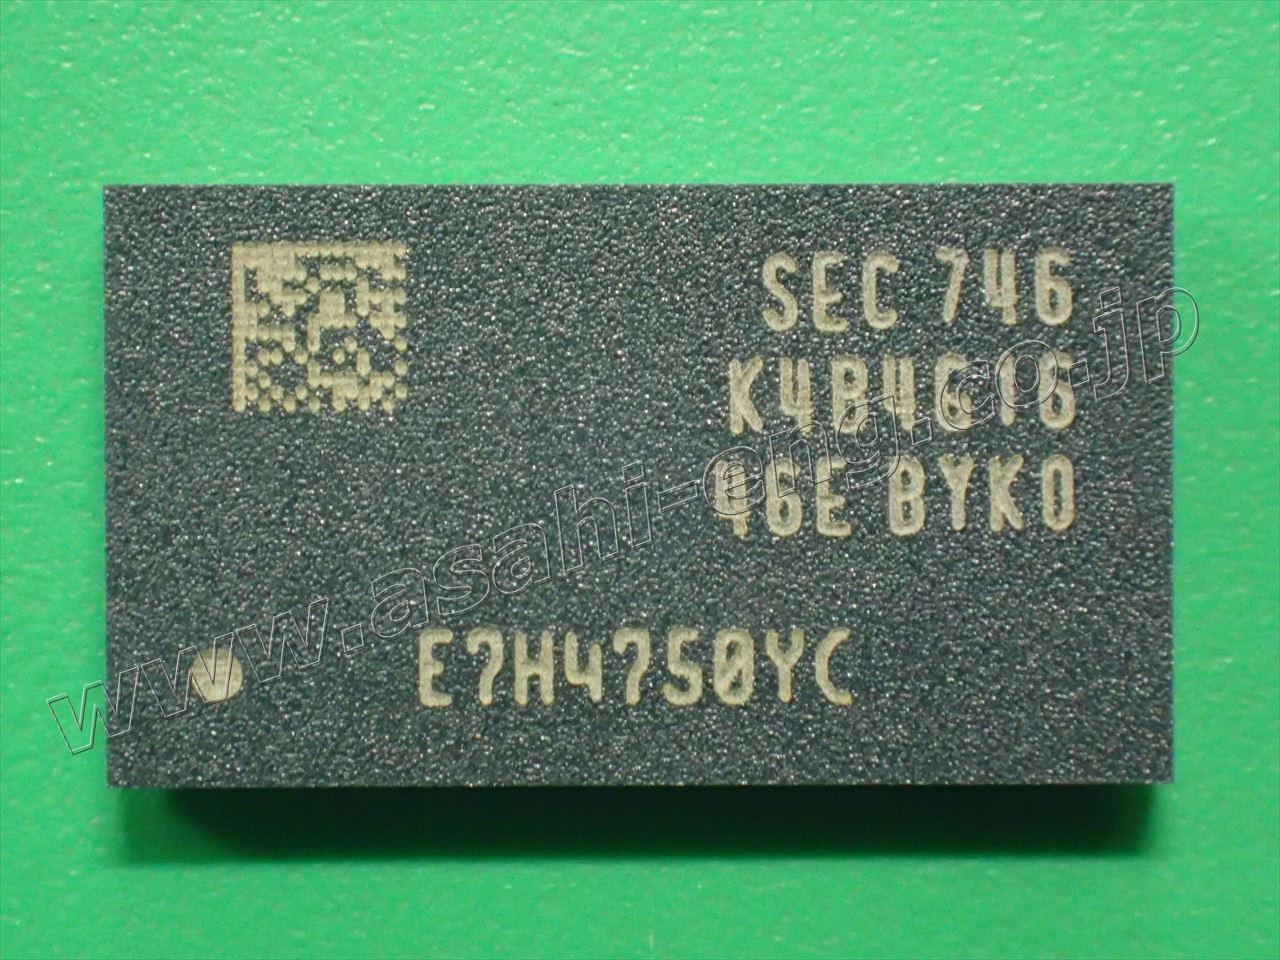 SEC 746
K4B4G16
46E BYK0
E7H4750YC
www.asahi-eng.co.jp